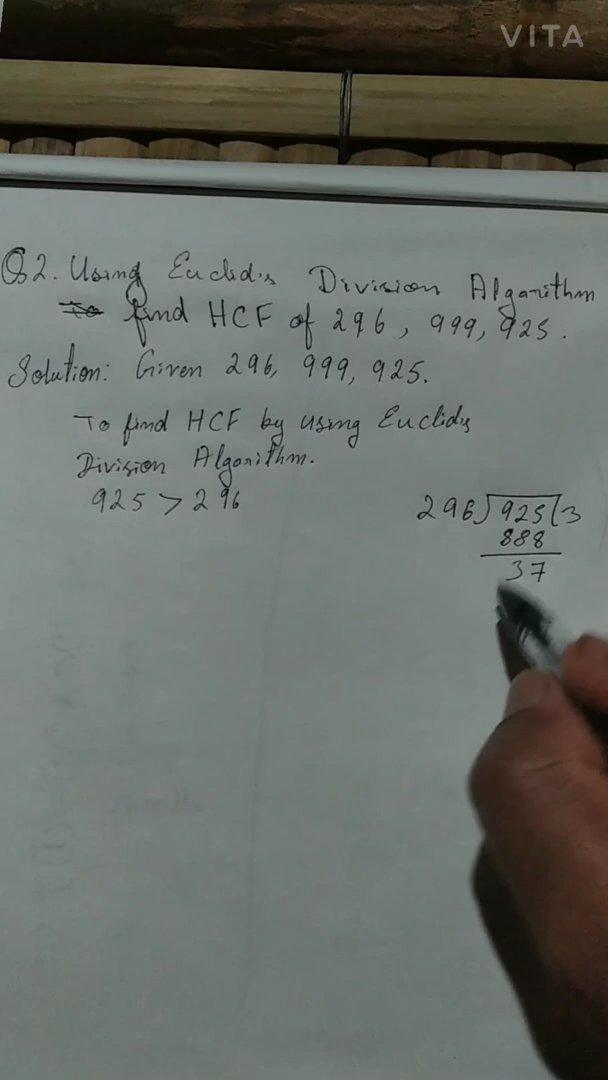 VITA
Q2. Using Euclid's Division Algorithm
To find HCF of 296, 999, 925.
Solution: Given 296, 999, 925.
To find HCF by using Euclid's
Division Algorithm.
925 > 296
296)925(3
888
37